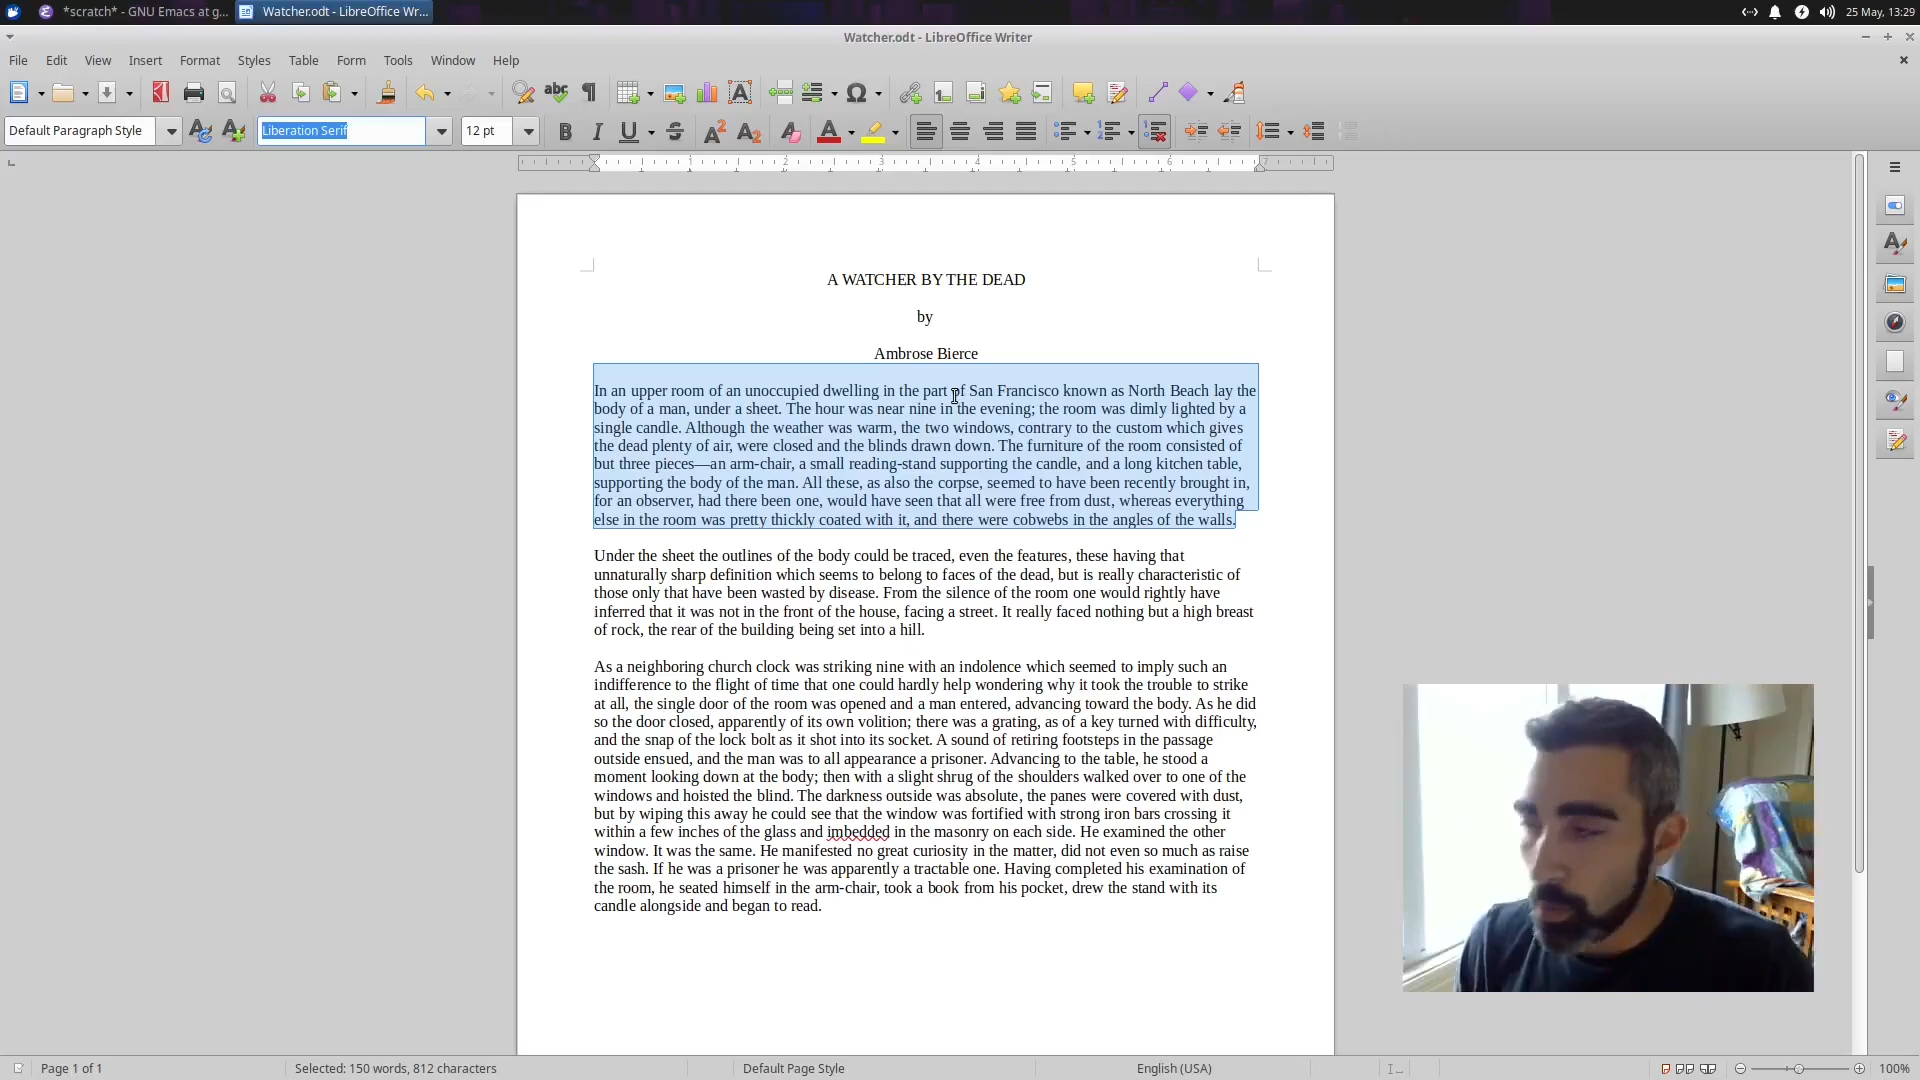 *scratch* - GNU Emacs at g...
Watcher.odt - LibreOffice Wr...
25 May, 13:29
Watcher.odt - LibreOffice Writer
File Edit View Insert Format Styles Table Form Tools Window Help
Default Paragraph Style
Liberation Serif
12 pt
1 2 3 4 5 6 7
A WATCHER BY THE DEAD
by
Ambrose Bierce
In an upper room of an unoccupied dwelling in the part of San Francisco known as North Beach lay the
body of a man, under a sheet. The hour was near nine in the evening; the room was dimly lighted by a
single candle. Although the weather was warm, the two windows, contrary to the custom which gives
the dead plenty of air, were closed and the blinds drawn down. The furniture of the room consisted of
but three pieces—an arm-chair, a small reading-stand supporting the candle, and a long kitchen table,
supporting the body of the man. All these, as also the corpse, seemed to have been recently brought in,
for an observer, had there been one, would have seen that all were free from dust, whereas everything
else in the room was pretty thickly coated with it, and there were cobwebs in the angles of the walls.
Under the sheet the outlines of the body could be traced, even the features, these having that
unnaturally sharp definition which seems to belong to faces of the dead, but is really characteristic of
those only that have been wasted by disease. From the silence of the room one would rightly have
inferred that it was not in the front of the house, facing a street. It really faced nothing but a high breast
of rock, the rear of the building being set into a hill.
As a neighboring church clock was striking nine with an indolence which seemed to imply such an
indifference to the flight of time that one could hardly help wondering why it took the trouble to strike
at all, the single door of the room was opened and a man entered, advancing toward the body. As he did
so the door closed, apparently of its own volition; there was a grating, as of a key turned with difficulty,
and the snap of the lock bolt as it shot into its socket. A sound of retiring footsteps in the passage
outside ensued, and the man was to all appearance a prisoner. Advancing to the table, he stood a
moment looking down at the body; then with a slight shrug of the shoulders walked over to one of the
windows and hoisted the blind. The darkness outside was absolute, the panes were covered with dust,
but by wiping this away he could see that the window was fortified with strong iron bars crossing it
within a few inches of the glass and imbedded in the masonry on each side. He examined the other
window. It was the same. He manifested no great curiosity in the matter, did not even so much as raise
the sash. If he was a prisoner he was apparently a tractable one. Having completed his examination of
the room, he seated himself in the arm-chair, took a book from his pocket, drew the stand with its
candle alongside and began to read.
Page 1 of 1
Selected: 150 words, 812 characters
Default Page Style
English (USA)
100%